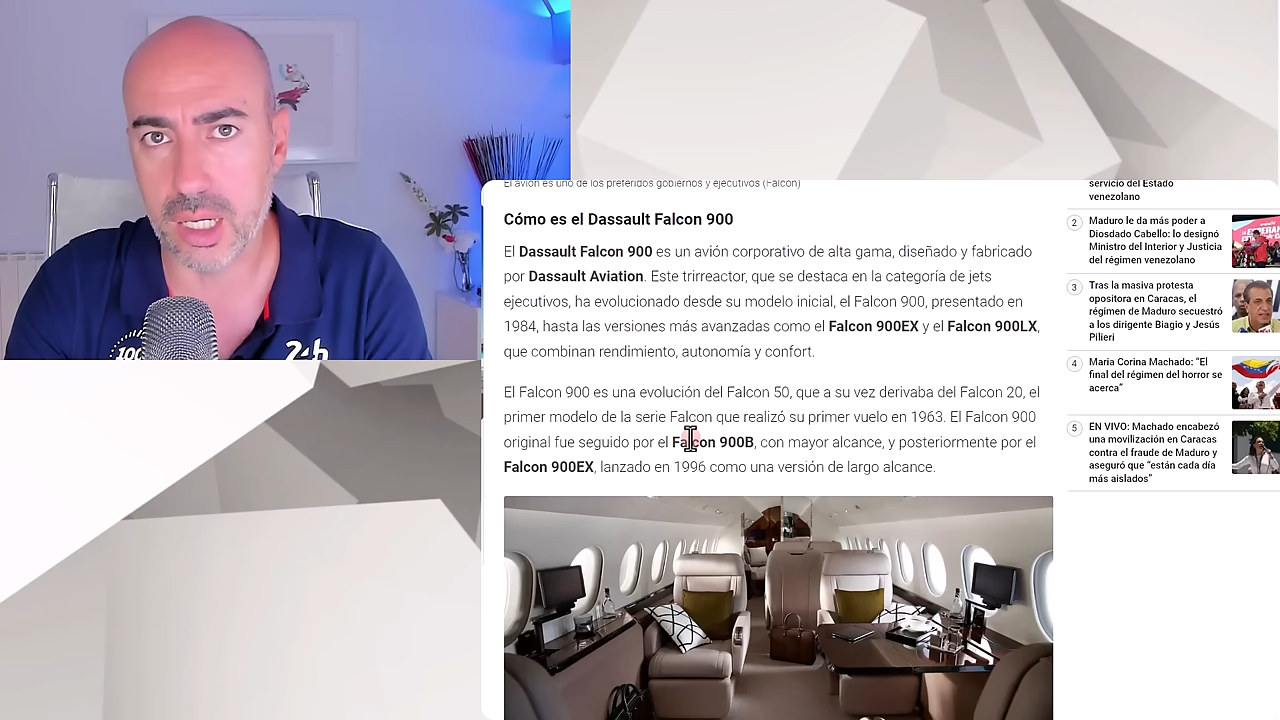 24h
El avión es uno de los preferidos gobiernos y ejecutivos (Falcon)
Cómo es el Dassault Falcon 900
El Dassault Falcon 900 es un avión corporativo de alta gama, diseñado y fabricado
por Dassault Aviation. Este trirreactor, que se destaca en la categoría de jets
ejecutivos, ha evolucionado desde su modelo inicial, el Falcon 900, presentado en
1984, hasta las versiones más avanzadas como el Falcon 900EX y el Falcon 900LX,
que combinan rendimiento, autonomía y confort.
El Falcon 900 es una evolución del Falcon 50, que a su vez derivaba del Falcon 20, el
primer modelo de la serie Falcon que realizó su primer vuelo en 1963. El Falcon 900
original fue seguido por el Falcon 900B, con mayor alcance, y posteriormente por el
Falcon 900EX, lanzado en 1996 como una versión de largo alcance.
servicio del Estado
venezolano
2
Maduro le da más poder a
Diosdado Cabello: lo designó
Ministro del Interior y Justicia
del régimen venezolano
3
Tras la masiva protesta
opositora en Caracas, el
régimen de Maduro secuestró
a los dirigente Biagio y Jesús
Pilieri
4
Maria Corina Machado: “El
final del régimen del horror se
acerca”
5
EN VIVO: Machado encabezó
una movilización en Caracas
contra el fraude de Maduro y
aseguró que “están cada día
más aislados”